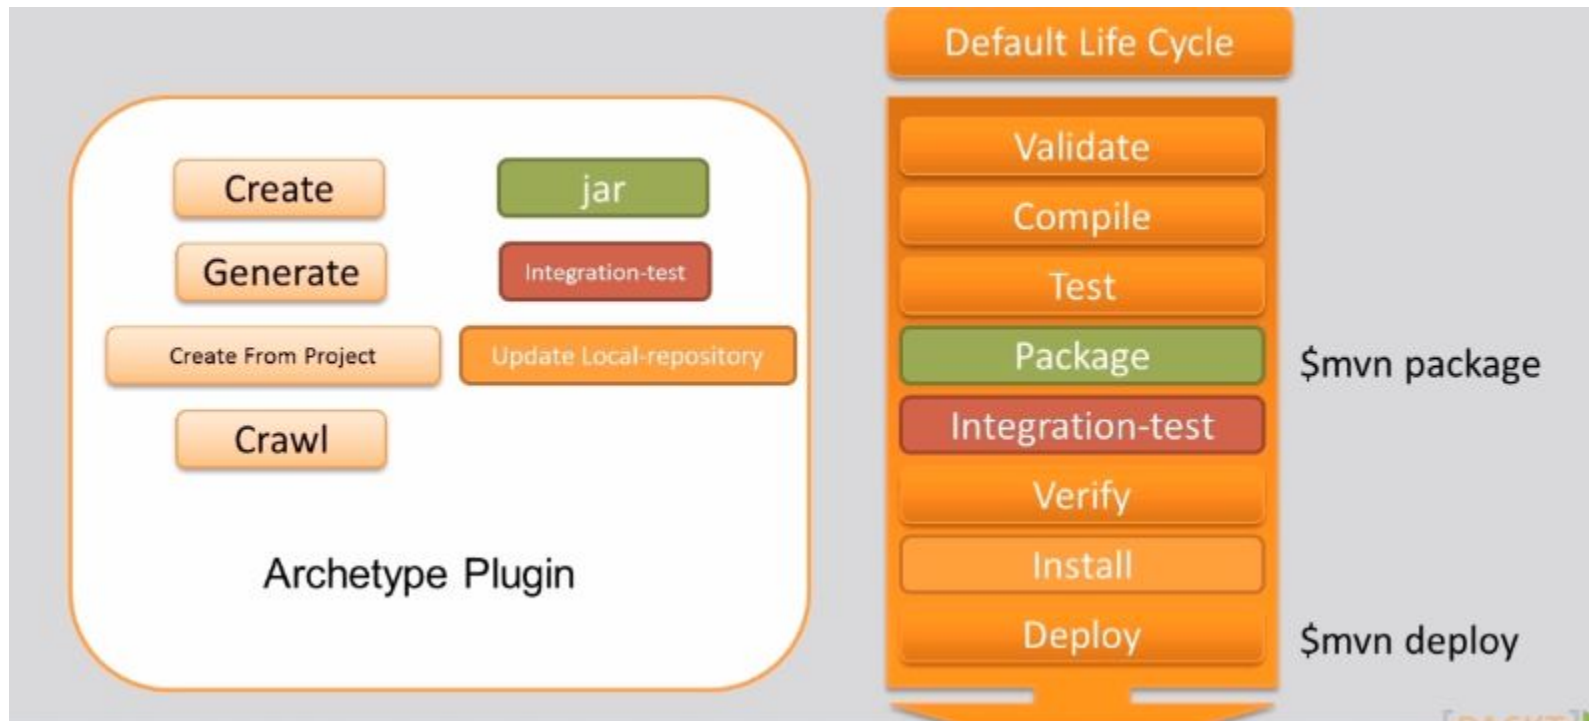 Default Life Cycle
Create
jar
Generate
Integration-test
Create From Project
Update Local-repository
Crawl
Archetype Plugin
Validate
Compile
Test
Package
$mvn package
Integration-test
Verify
Install
Deploy
$mvn deploy